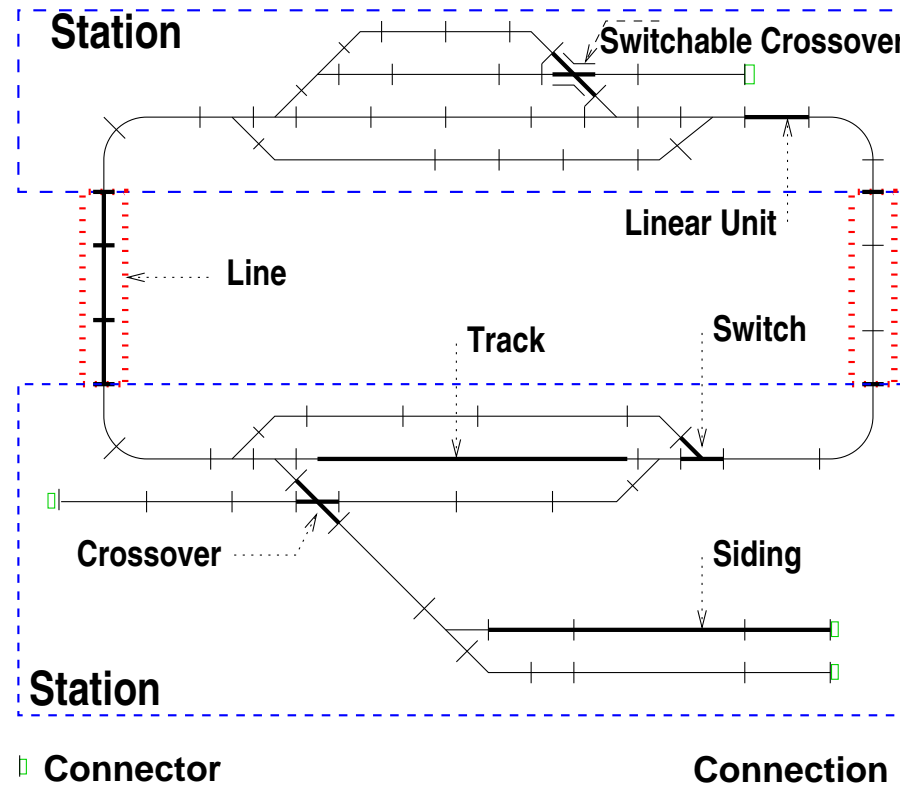 Station
Switchable Crossover
Linear Unit
Line
Track
Switch
Crossover
Siding
Station
Connector
Connection